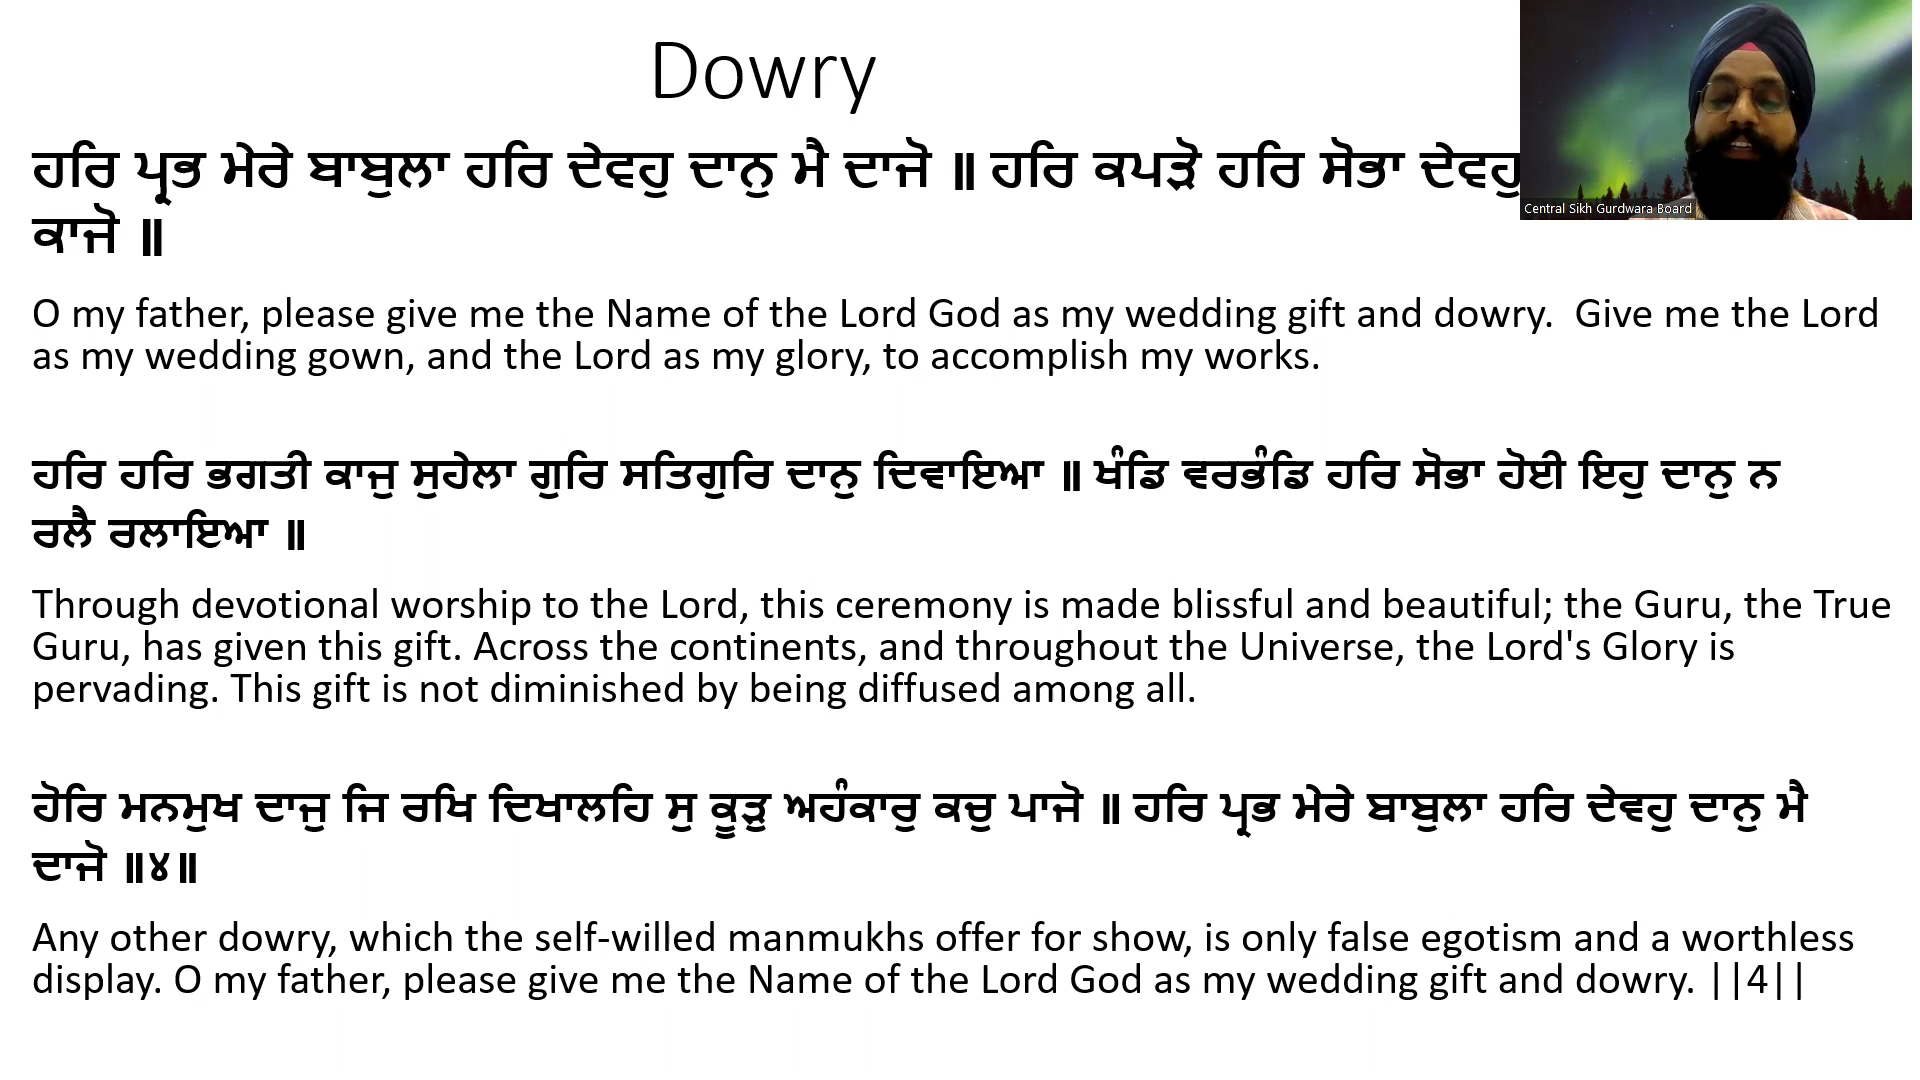 Dowry
ਹਰਿ ਪ੍ਰਭ ਮੇਰੇ ਬਾਬੁਲਾ ਹਰਿ ਦੇਵਹੁ ਦਾਨੁ ਮੈ ਦਾਜੋ ॥ ਹਰਿ ਕਪੜੋ ਹਰਿ ਸੋਭਾ ਦੇਵਹੁ
ਕਾਜੋ ॥
O my father, please give me the Name of the Lord God as my wedding gift and dowry.  Give me the Lord
as my wedding gown, and the Lord as my glory, to accomplish my works.
ਹਰਿ ਹਰਿ ਭਗਤੀ ਕਾਜੁ ਸੁਹੇਲਾ ਗੁਰਿ ਸਤਿਗੁਰਿ ਦਾਨੁ ਦਿਵਾਇਆ ॥ ਖੰਡਿ ਵਰਭੰਡਿ ਹਰਿ ਸੋਭਾ ਹੋਈ ਇਹੁ ਦਾਨੁ ਨ
ਰਲੈ ਰਲਾਇਆ ॥
Through devotional worship to the Lord, this ceremony is made blissful and beautiful; the Guru, the True
Guru, has given this gift. Across the continents, and throughout the Universe, the Lord's Glory is
pervading. This gift is not diminished by being diffused among all.
ਹੋਰਿ ਮਨਮੁਖ ਦਾਜੁ ਜਿ ਰਖਿ ਦਿਖਾਲਹਿ ਸੁ ਕੂੜੁ ਅਹੰਕਾਰੁ ਕਚੁ ਪਾਜੋ ॥ ਹਰਿ ਪ੍ਰਭ ਮੇਰੇ ਬਾਬੁਲਾ ਹਰਿ ਦੇਵਹੁ ਦਾਨੁ ਮੈ
ਦਾਜੋ ॥੪॥
Any other dowry, which the self-willed manmukhs offer for show, is only false egotism and a worthless
display. O my father, please give me the Name of the Lord God as my wedding gift and dowry. ||4||
Central Sikh Gurdwara Board